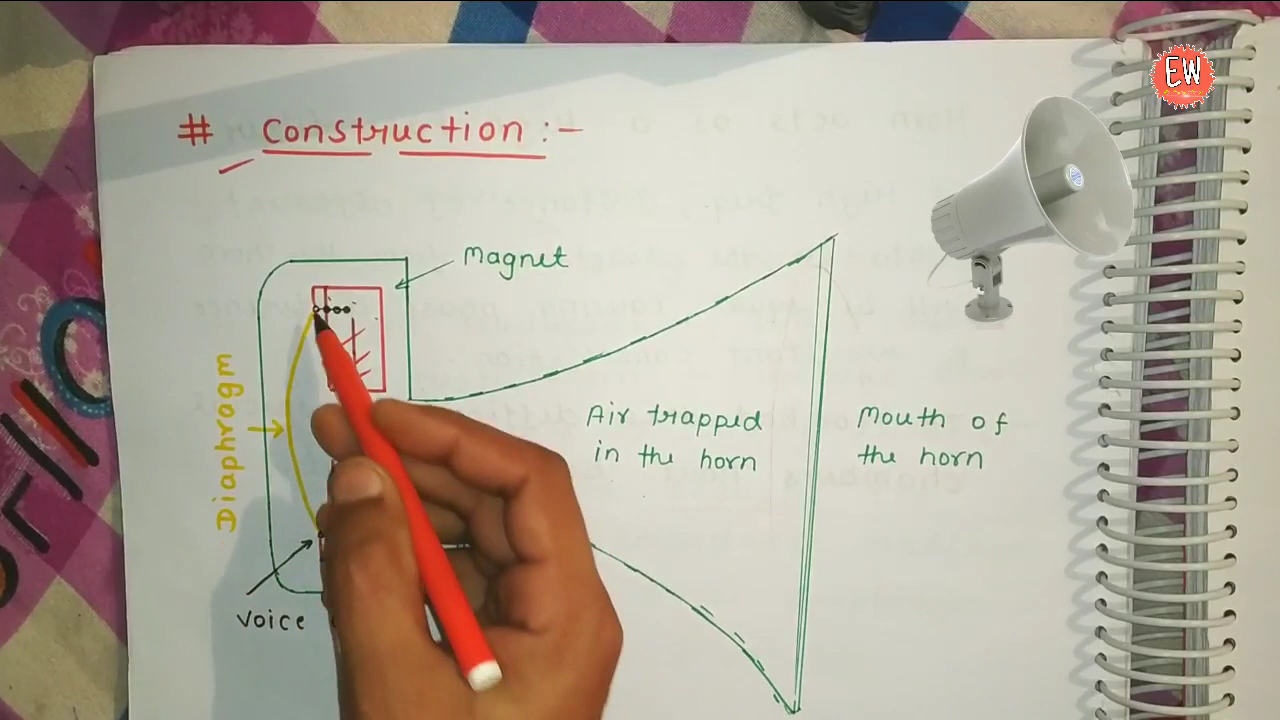 EW
# Construction :-
Magnet
Diaphragm
Air trapped
in the horn
Mouth of
the horn
Voice